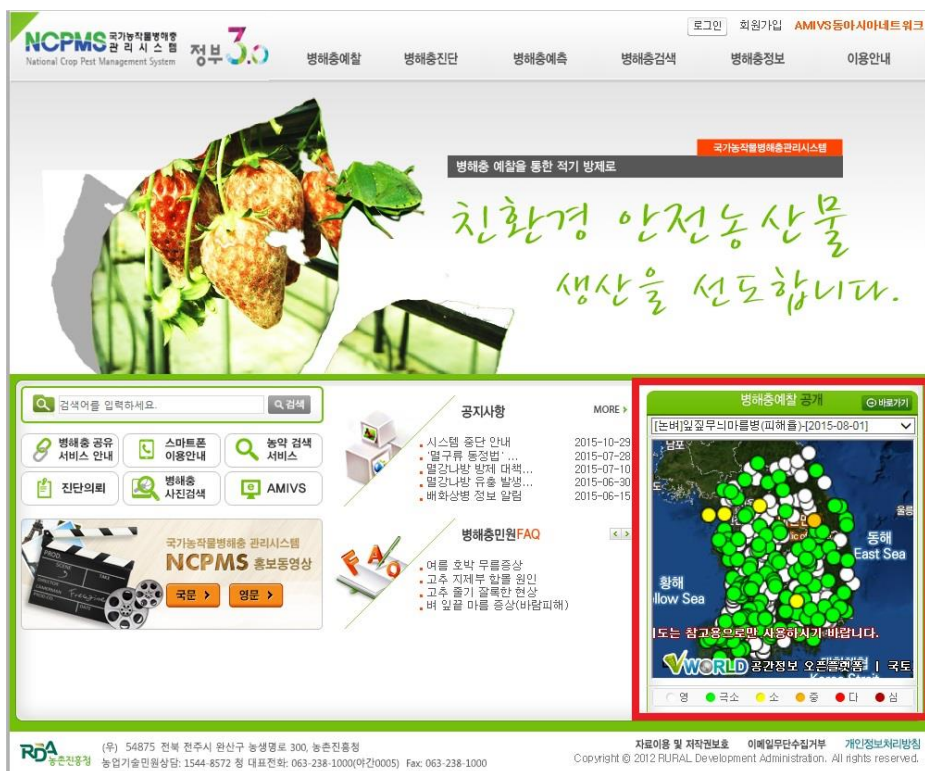 로그인 회원가입 AMIVS동아시아네트워크
NCPMS 국가농작물병해충
관리시스템
National Crop Pest Management System
정부3.0
병해충예찰 병해충진단 병해충예측 병해충검색 병해충정보 이용안내
국가농작물병해충관리시스템
병해충 예찰을 통한 적기 방제로
친환경 안전농산물
생산을 선도합니다.
검색어를 입력하세요. 검색
병해충 공유
서비스 안내
스마트폰
이용안내
농약 검색
서비스
진단의뢰
병해충
사진검색
AMIVS
국가농작물병해충 관리시스템
NCPMS 홍보동영상
국문 영문
공지사항 MORE
시스템 중단 안내 2015-10-29
'멸구류 동정법' ... 2015-07-28
멸강나방 방제 대책... 2015-07-10
멸강나방 유충 발생... 2015-06-30
배화상병 정보 알림 2015-06-15
병해충민원FAQ
FAQ
여름 호박 무름증상
고추 지제부 합몰 원인
고추 줄기 잘록한 현상
벼 잎끝 마름 증상(바람피해)
병해충예찰 공개 바로가기
[논벼]잎짚무늬마름병(피해율)-[2015-08-01]
남포
울릉
동해
East Sea
황해
llow Sea
지도는 참고용으로만 사용하시기 바랍니다.
VWORLD 공간정보 오픈플랫폼 | 국토
영 극소 소 중 다 심
RDA 농촌진흥청
(우) 54875 전북 전주시 완산구 농생명로 300, 농촌진흥청
농업기술민원상담: 1544-8572 청 대표전화: 063-238-1000(야간0005) Fax: 063-238-1000
자료이용 및 저작권보호 이메일무단수집거부 개인정보처리방침
Copyright © 2012 RURAL Development Administration. All rights reserved.